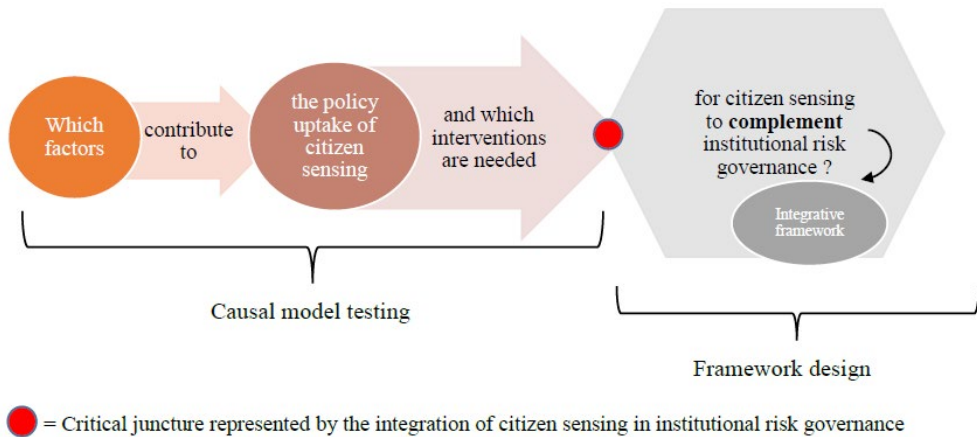 Which
factors
contribute
to
the policy
uptake of
citizen
sensing
and which
interventions
are needed
for citizen sensing
to complement
institutional risk
governance ?
Integrative
framework
Causal model testing
Framework design
= Critical juncture represented by the integration of citizen sensing in institutional risk governance